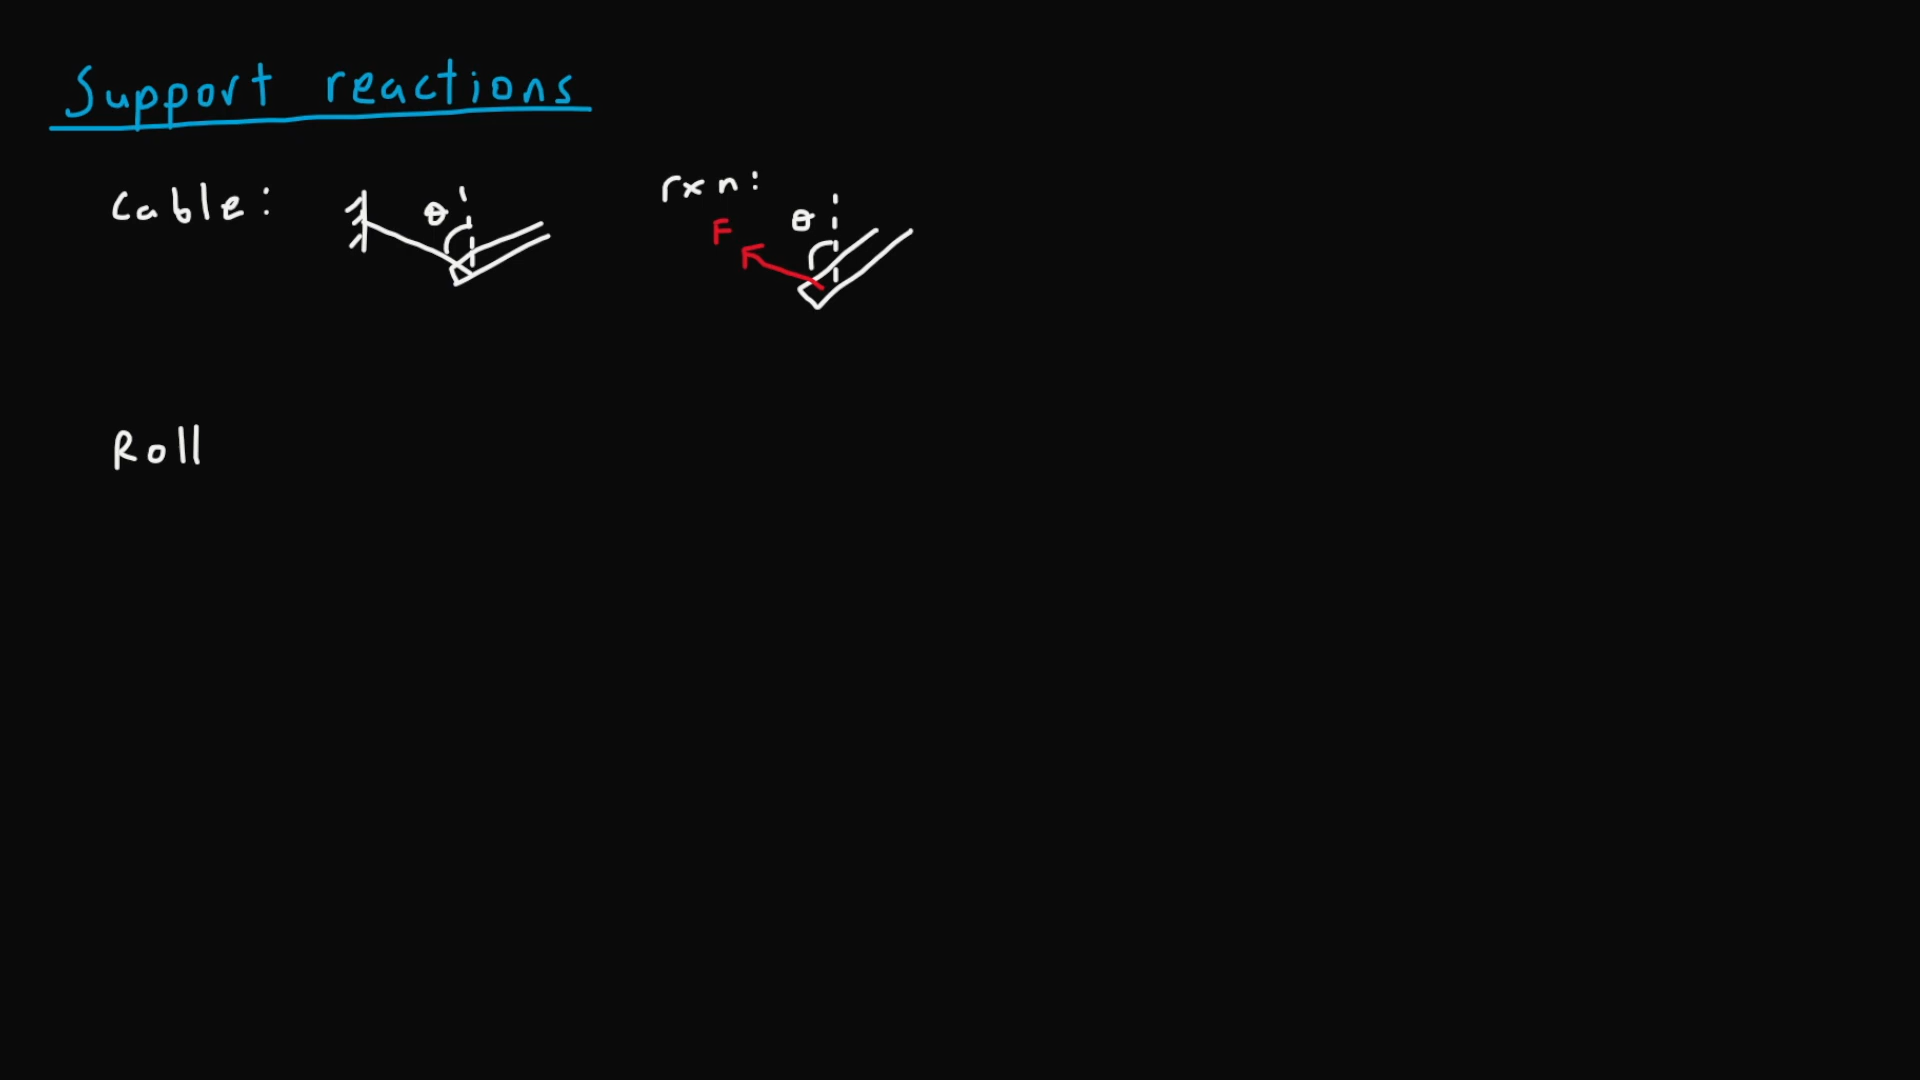 Support reactions
Cable:
θ
rxn:
F
θ
Roll